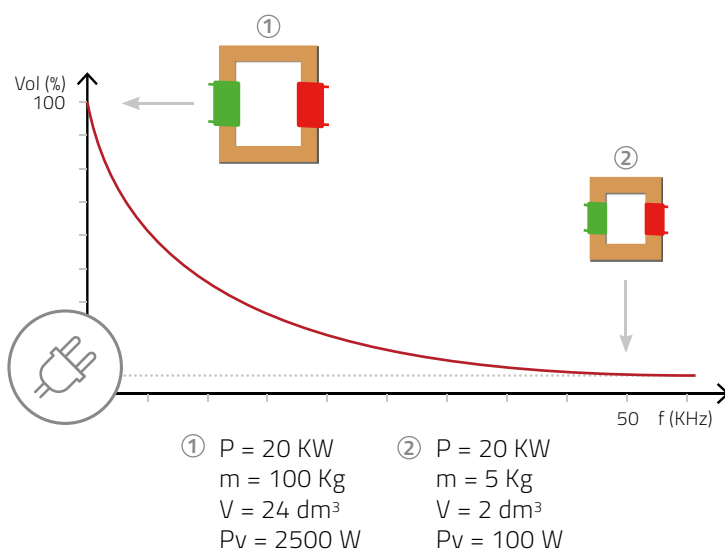 ①
Vol (%)
100
②
50 f (KHz)
① P = 20 KW
m = 100 Kg
V = 24 dm³
Pv = 2500 W
② P = 20 KW
m = 5 Kg
V = 2 dm³
Pv = 100 W